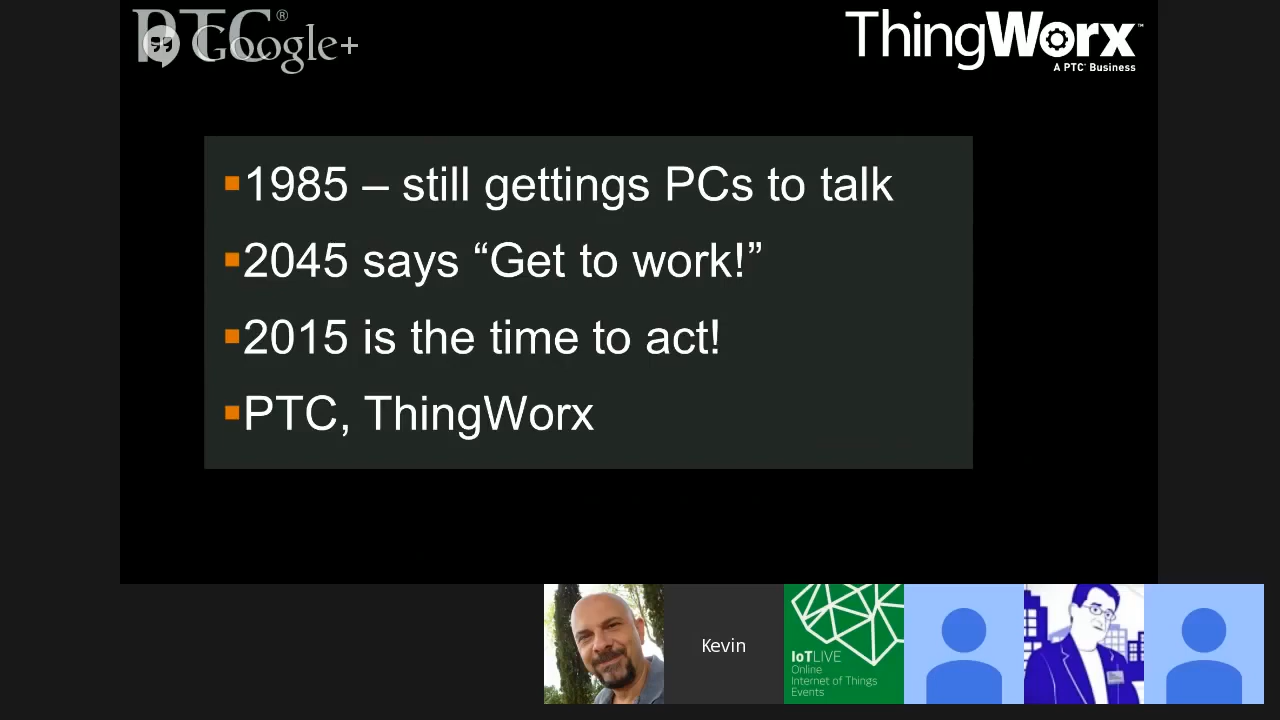 PTC®
Google+
ThingWorx™
A PTC® Business
1985 – still gettings PCs to talk
2045 says “Get to work!”
2015 is the time to act!
PTC, ThingWorx
Kevin
IoTLIVE
Online
Internet of Things
Events